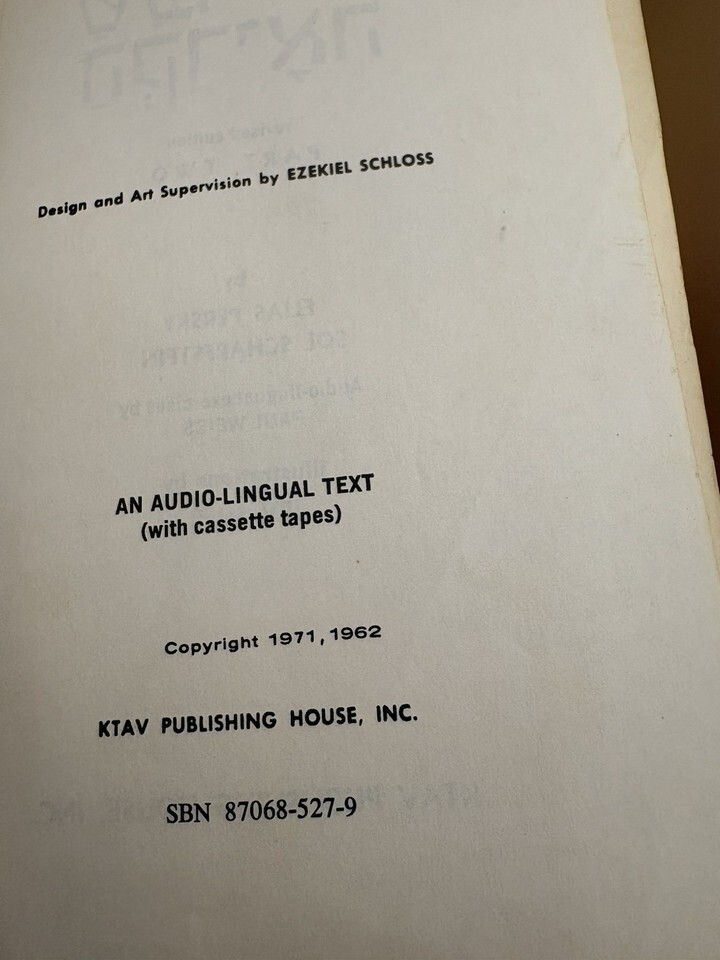 Design and Art Supervision by EZEKIEL SCHLOSS
AN AUDIO-LINGUAL TEXT
(with cassette tapes)
Copyright 1971, 1962
KTAV PUBLISHING HOUSE, INC.
SBN 87068-527-9